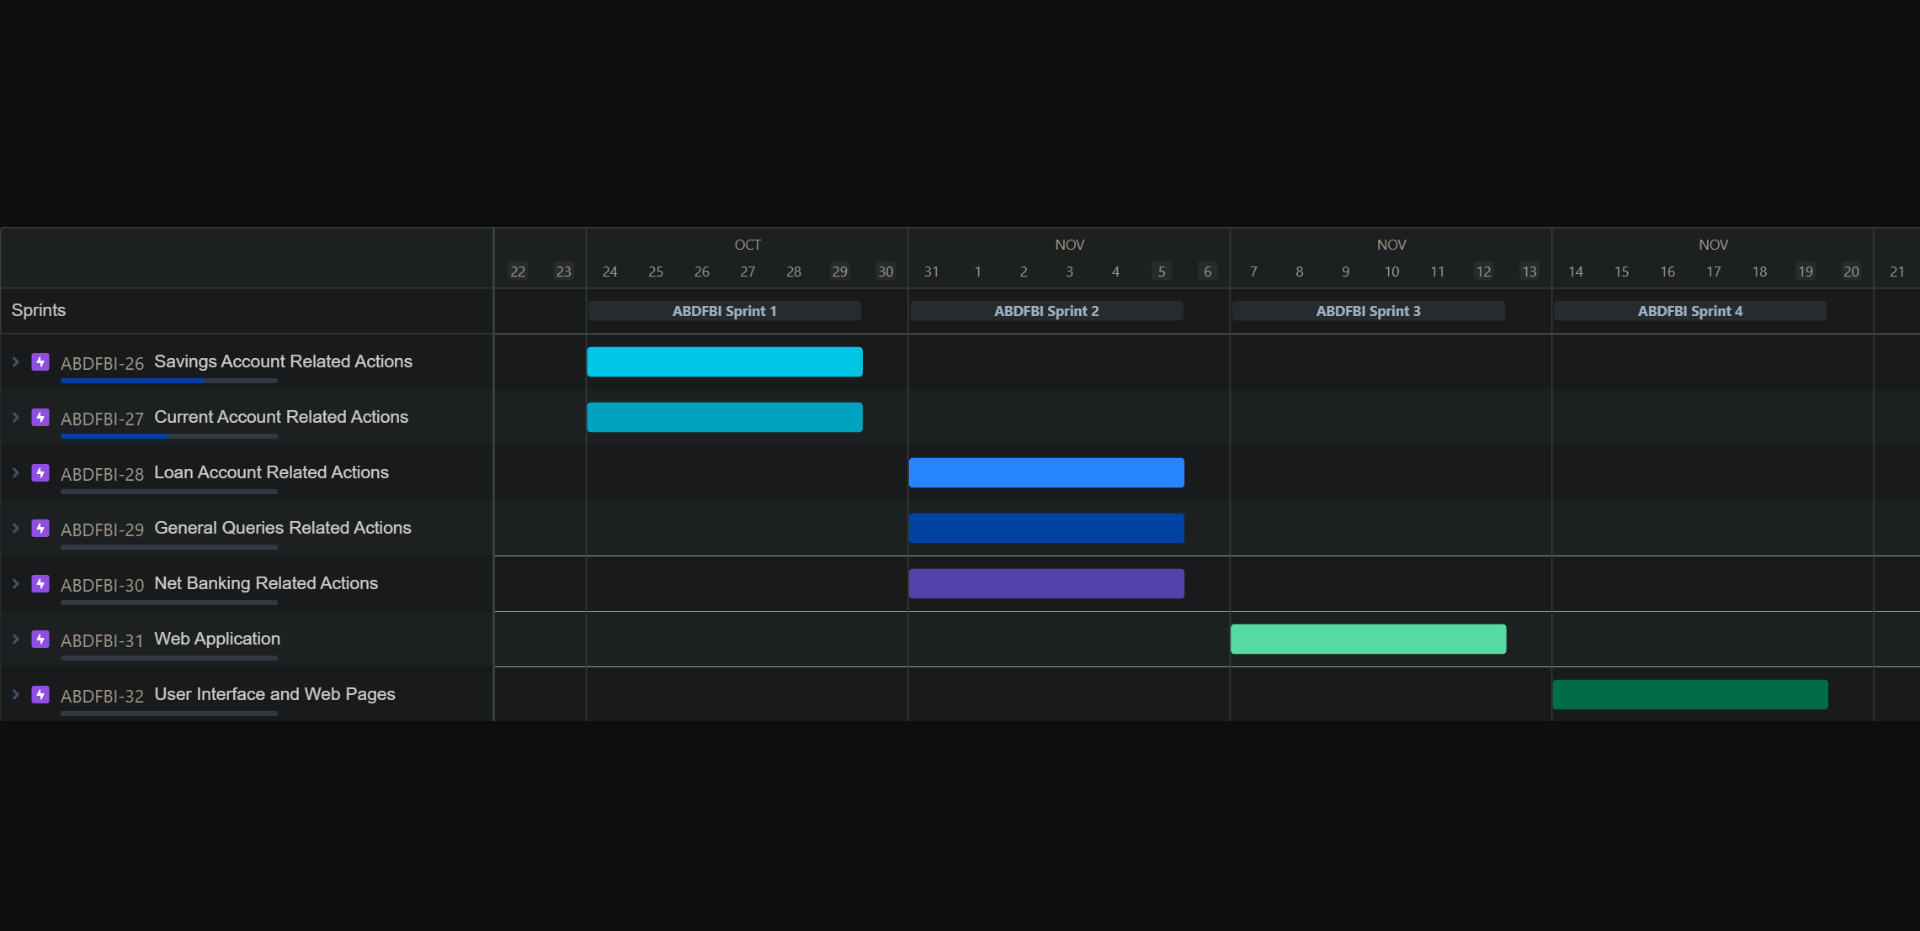 OCT NOV NOV NOV
22 23 24 25 26 27 28 29 30 31 1 2 3 4 5 6 7 8 9 10 11 12 13 14 15 16 17 18 19 20 21
Sprints ABDFBI Sprint 1 ABDFBI Sprint 2 ABDFBI Sprint 3 ABDFBI Sprint 4
ABDFBI-26 Savings Account Related Actions
ABDFBI-27 Current Account Related Actions
ABDFBI-28 Loan Account Related Actions
ABDFBI-29 General Queries Related Actions
ABDFBI-30 Net Banking Related Actions
ABDFBI-31 Web Application
ABDFBI-32 User Interface and Web Pages